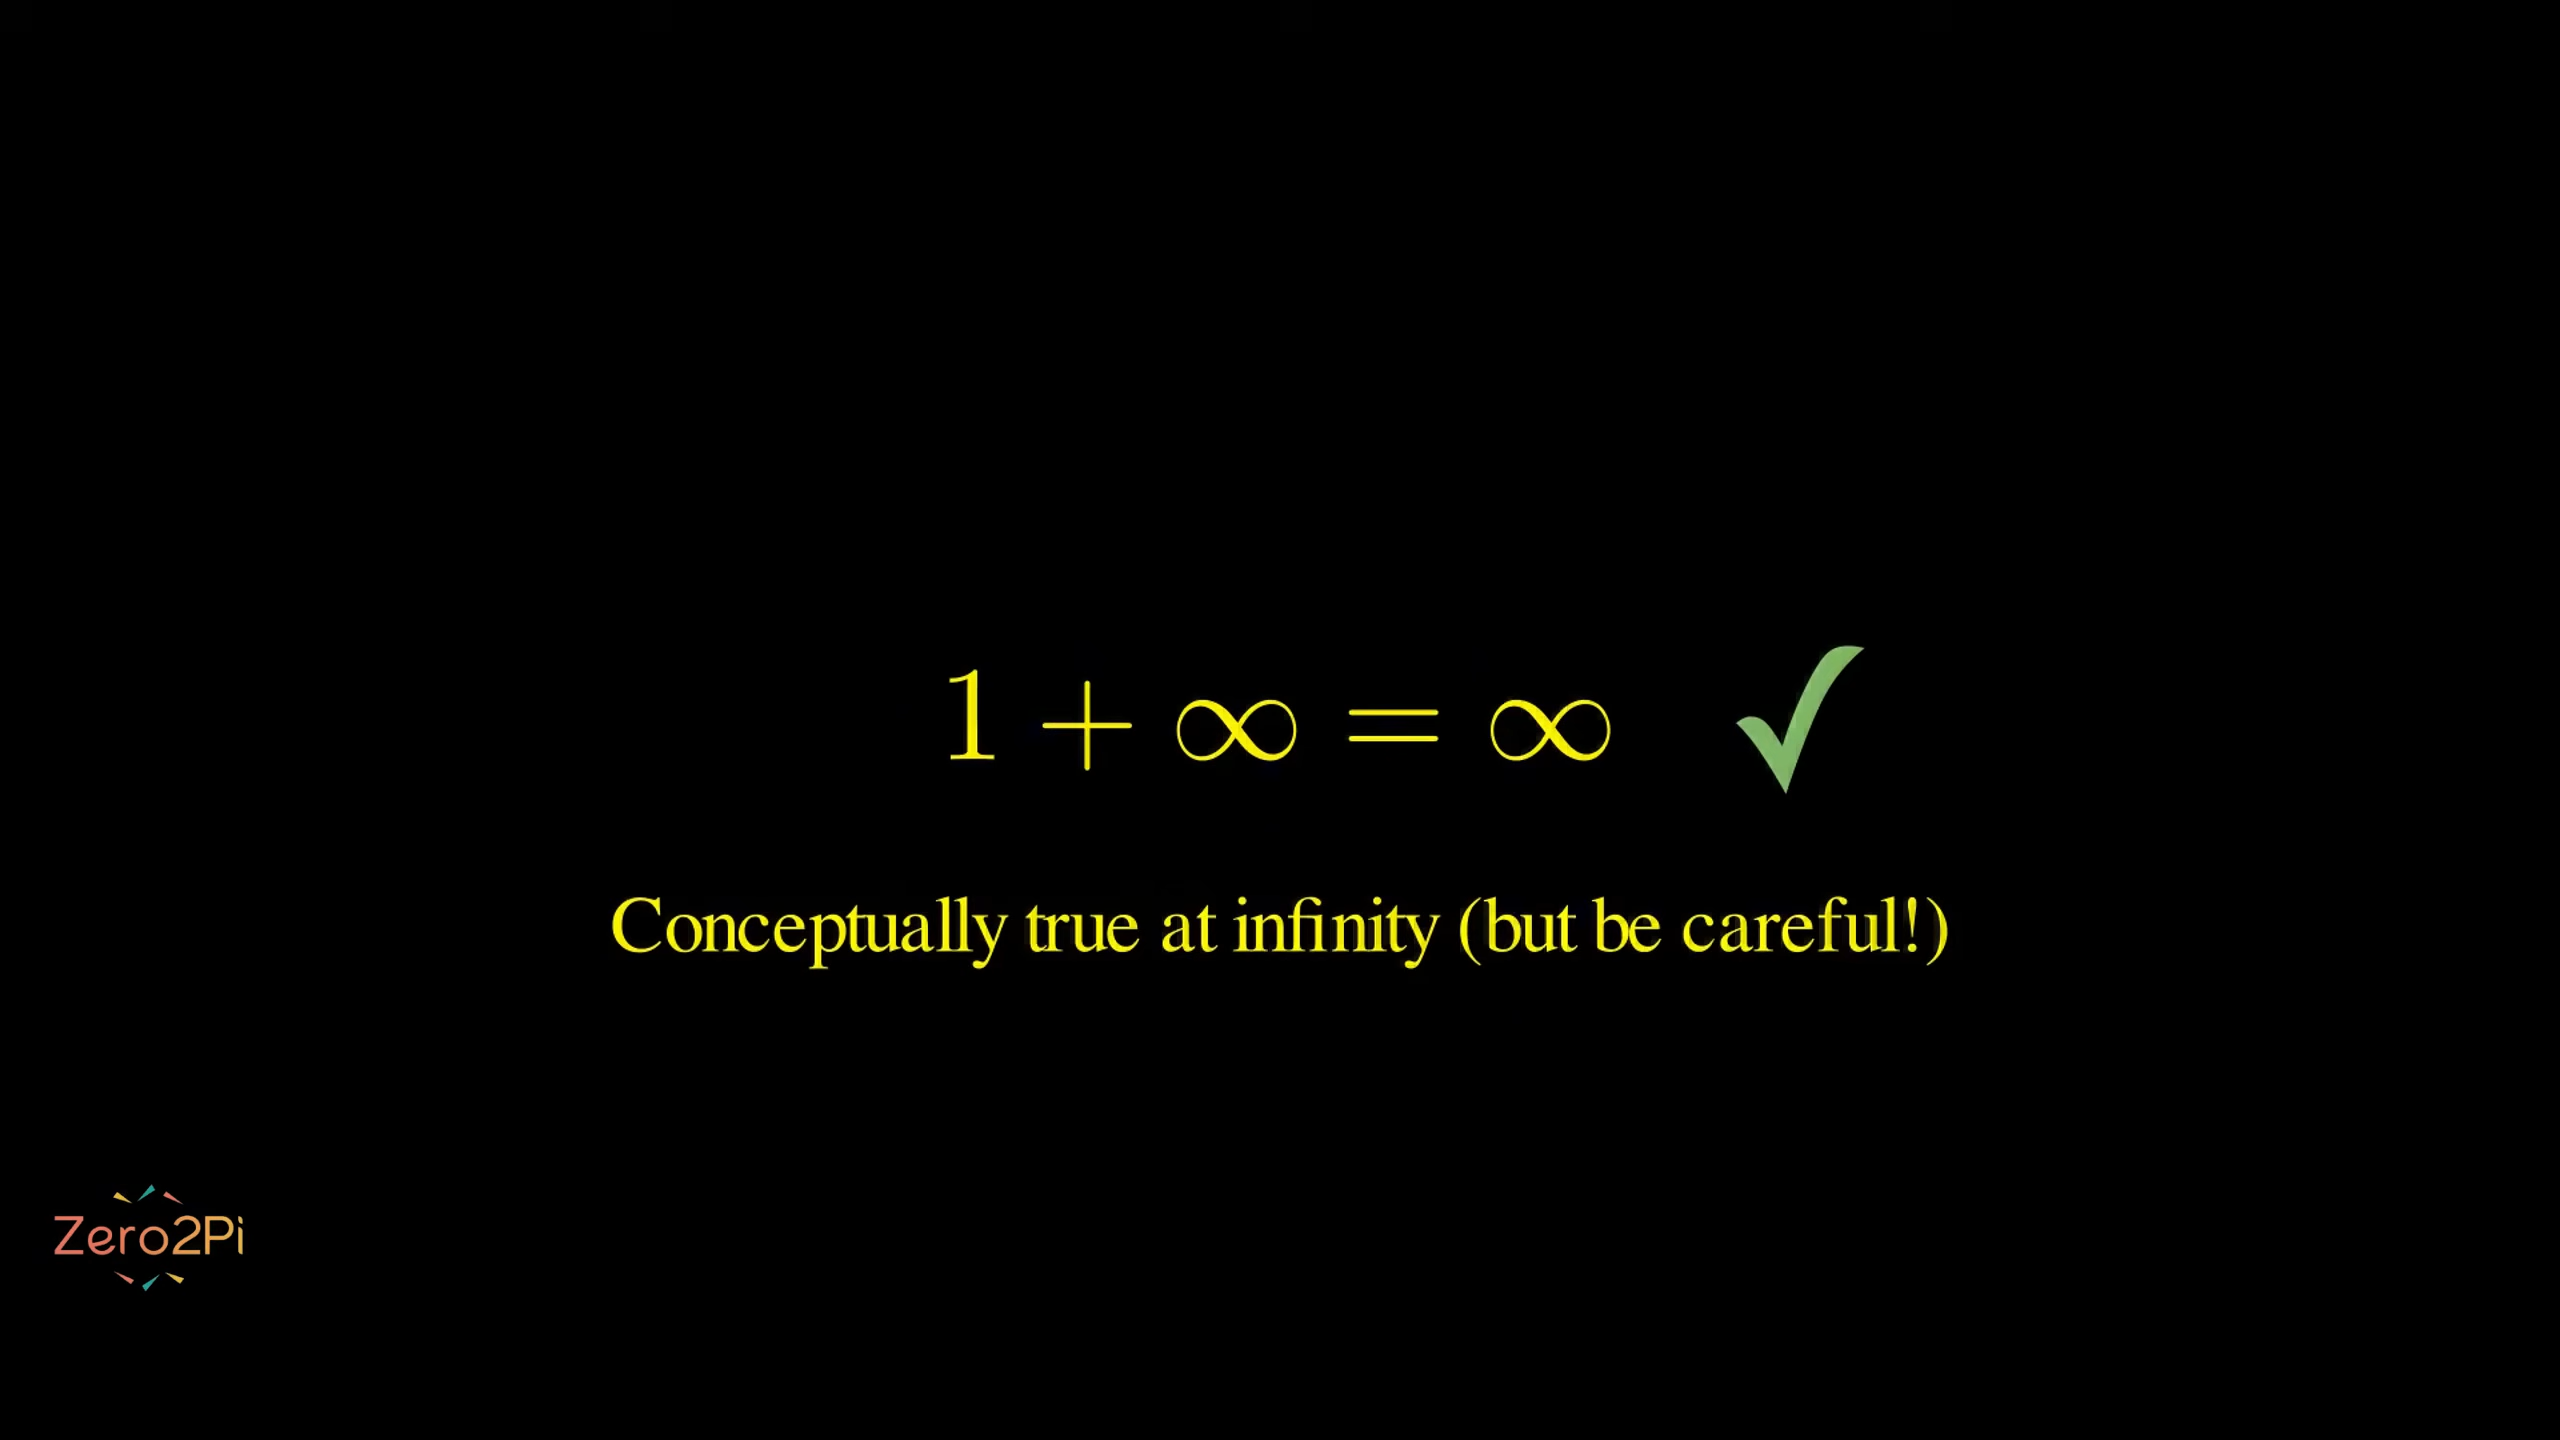 1 + ∞ = ∞ ✓
Conceptually true at infinity (but be careful!)
Zero2Pi